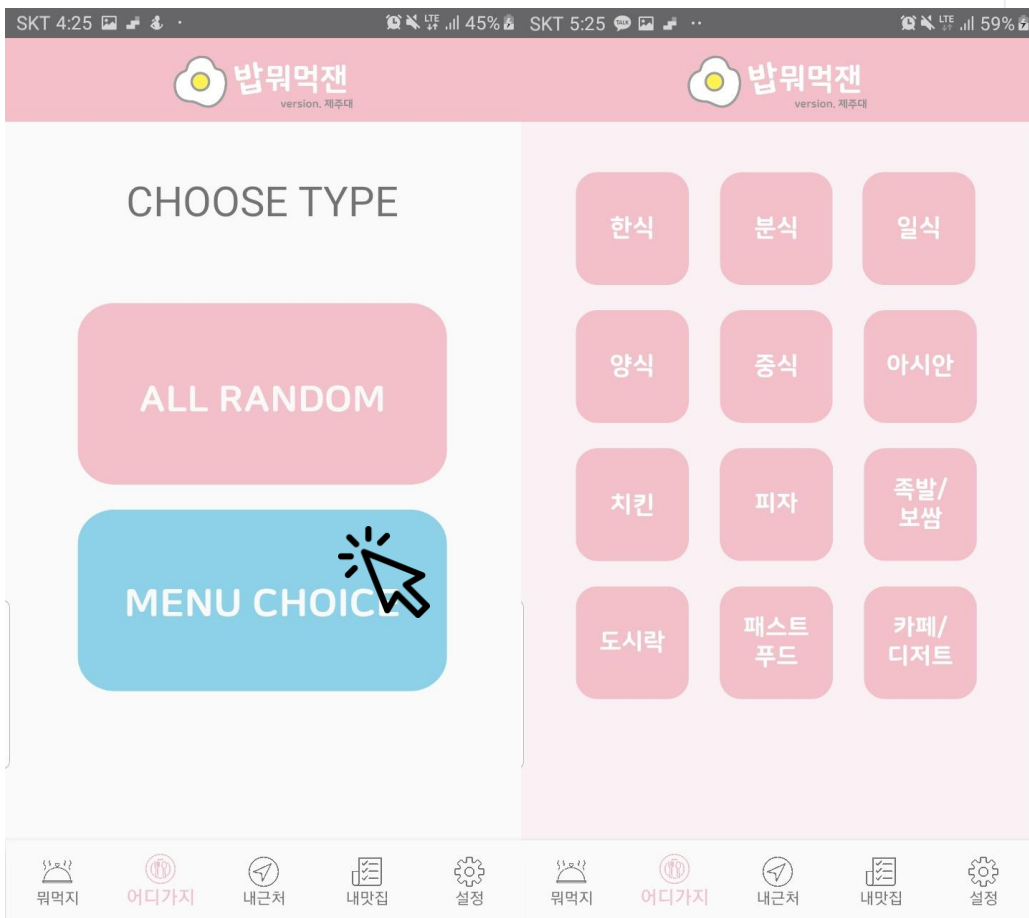 SKT 4:25 LTE 45%
밥뭐먹잰
version. 제주대
CHOOSE TYPE
ALL RANDOM
MENU CHOICE
뭐먹지 어디가지 내근처 내맛집 설정
SKT 5:25 TALK LTE 59%
밥뭐먹잰
version. 제주대
한식 분식 일식
양식 중식 아시안
치킨 피자 족발/
보쌈
도시락 패스트
푸드 카페/
디저트
뭐먹지 어디가지 내근처 내맛집 설정